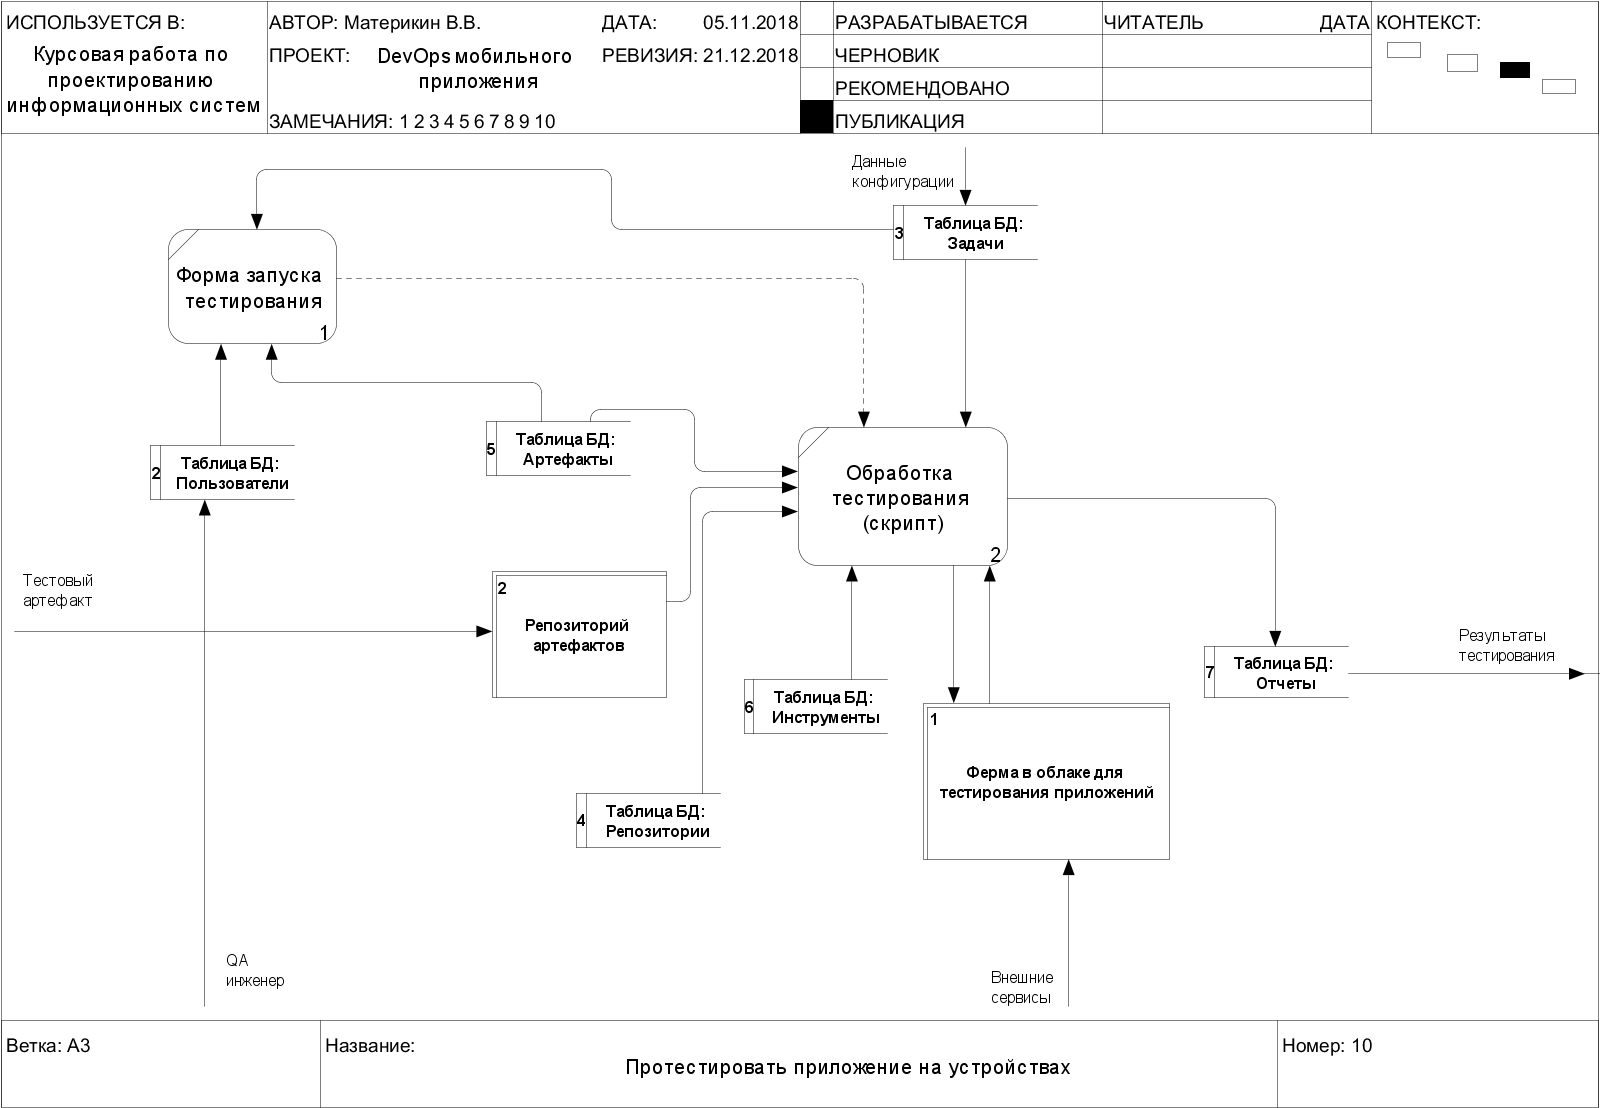 ИСПОЛЬЗУЕТСЯ В:
Курсовая работа по
проектированию
информационных систем
АВТОР: Материкин В.В.
ДАТА: 05.11.2018
ПРОЕКТ: DevOps мобильного
приложения
РЕВИЗИЯ: 21.12.2018
ЗАМЕЧАНИЯ: 1 2 3 4 5 6 7 8 9 10
РАЗРАБАТЫВАЕТСЯ
ЧЕРНОВИК
РЕКОМЕНДОВАНО
ПУБЛИКАЦИЯ
ЧИТАТЕЛЬ ДАТА
КОНТЕКСТ:
Данные
конфигурации
3
Таблица БД:
Задачи
Форма запуска
тестирования
1
5
Таблица БД:
Артефакты
2
Таблица БД:
Пользователи
Обработка
тестирования
(скрипт)
2
Тестовый
артефакт
2
Репозиторий
артефактов
Результаты
тестирования
7
Таблица БД:
Отчеты
6
Таблица БД:
Инструменты
1
Ферма в облаке для
тестирования приложений
4
Таблица БД:
Репозитории
QA
инженер
Внешние
сервисы
Ветка: А3
Название:
Протестировать приложение на устройствах
Номер: 10